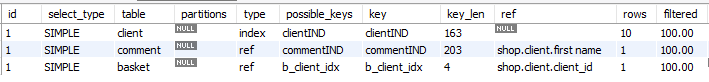 id select_type table partitions type possible_keys key key_len ref rows filtered
1 SIMPLE client NULL index clientIND clientIND 163 NULL 10 100.00
1 SIMPLE comment NULL ref commentIND commentIND 203 shop.client.first name 1 100.00
1 SIMPLE basket NULL ref b_client_idx b_client_idx 4 shop.client.client_id 1 100.00